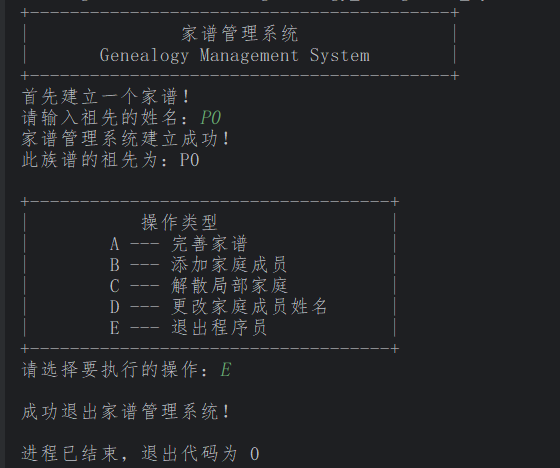 +------------------------------------------+
| 家谱管理系统 |
| Genealogy Management System |
+------------------------------------------+
首先建立一个家谱!
请输入祖先的姓名: P0
家谱管理系统建立成功!
此族谱的祖先为: P0
+------------------------------------+
| 操作类型 |
| A --- 完善家谱 |
| B --- 添加家庭成员 |
| C --- 解散局部家庭 |
| D --- 更改家庭成员姓名 |
| E --- 退出程序员 |
+------------------------------------+
请选择要执行的操作: E
成功退出家谱管理系统!
进程已结束，退出代码为 0